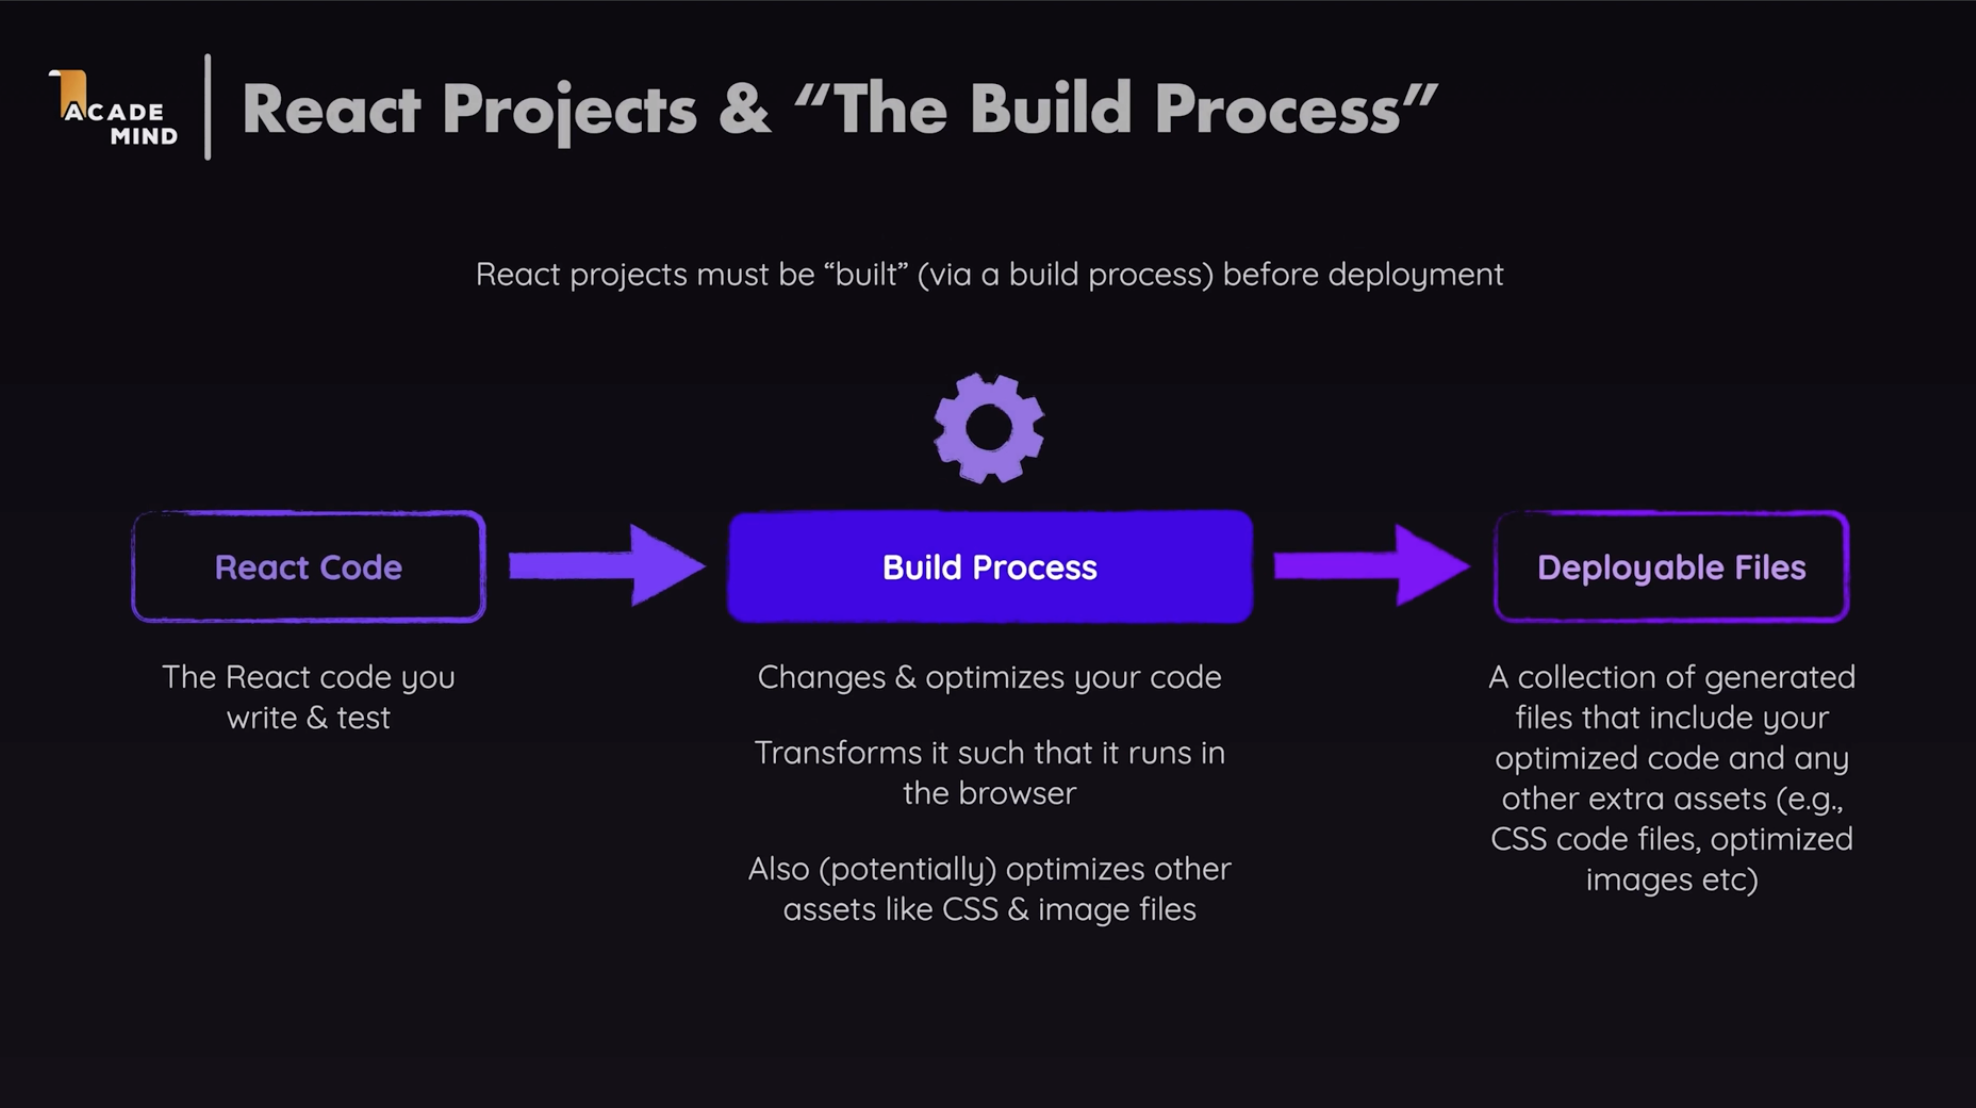 ACADE
MIND
React Projects & “The Build Process”
React projects must be “built” (via a build process) before deployment
React Code
Build Process
Deployable Files
The React code you
write & test
Changes & optimizes your code
Transforms it such that it runs in
the browser
Also (potentially) optimizes other
assets like CSS & image files
A collection of generated
files that include your
optimized code and any
other extra assets (e.g.,
CSS code files, optimized
images etc)